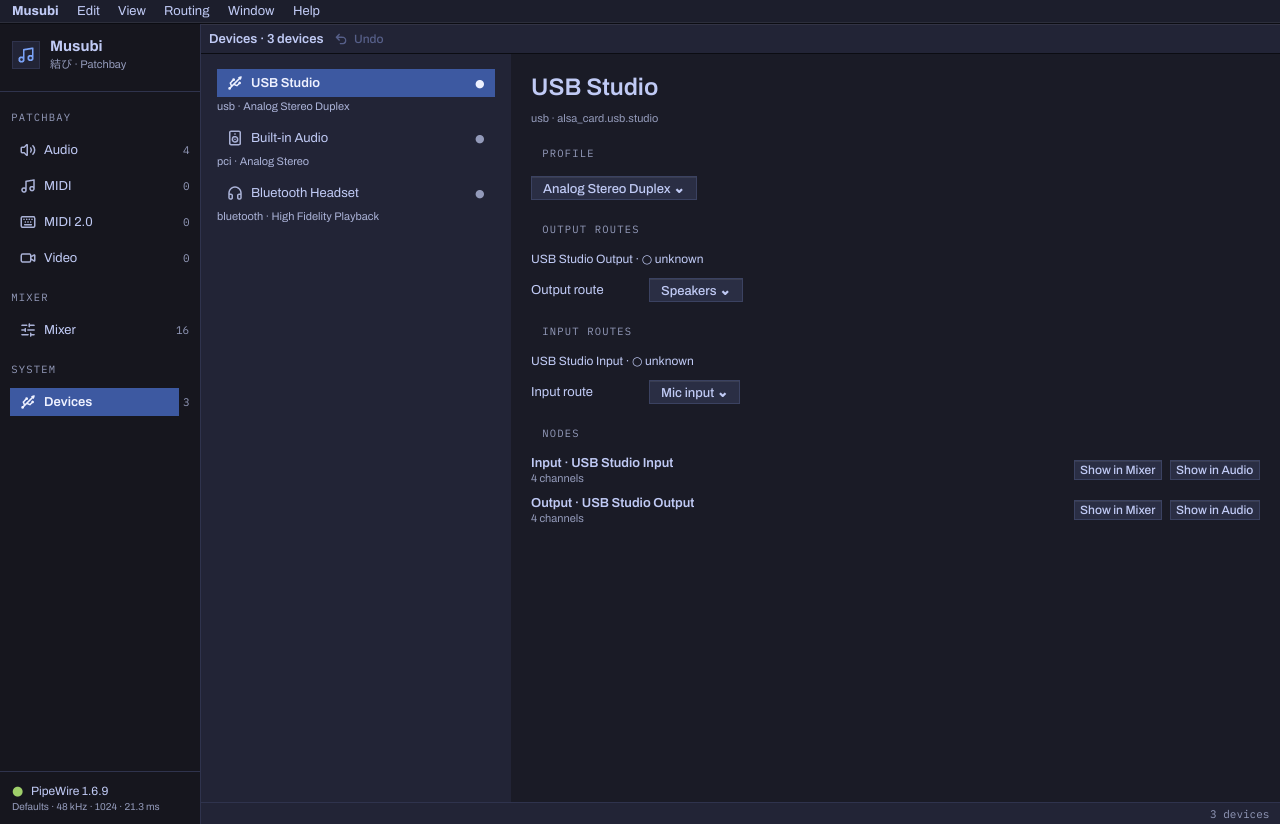 Musubi Edit View Routing Window Help
Musubi
結び · Patchbay
Devices · 3 devices Undo
PATCHBAY
Audio 4
MIDI 0
MIDI 2.0 0
Video 0
MIXER
Mixer 16
SYSTEM
Devices 3
PipeWire 1.6.9
Defaults · 48 kHz · 1024 · 21.3 ms
USB Studio
usb · Analog Stereo Duplex
Built-in Audio
pci · Analog Stereo
Bluetooth Headset
bluetooth · High Fidelity Playback
USB Studio
usb · alsa_card.usb.studio
PROFILE
Analog Stereo Duplex
OUTPUT ROUTES
USB Studio Output · ○ unknown
Output route Speakers
INPUT ROUTES
USB Studio Input · ○ unknown
Input route Mic input
NODES
Input · USB Studio Input
4 channels
Show in Mixer Show in Audio
Output · USB Studio Output
4 channels
Show in Mixer Show in Audio
3 devices